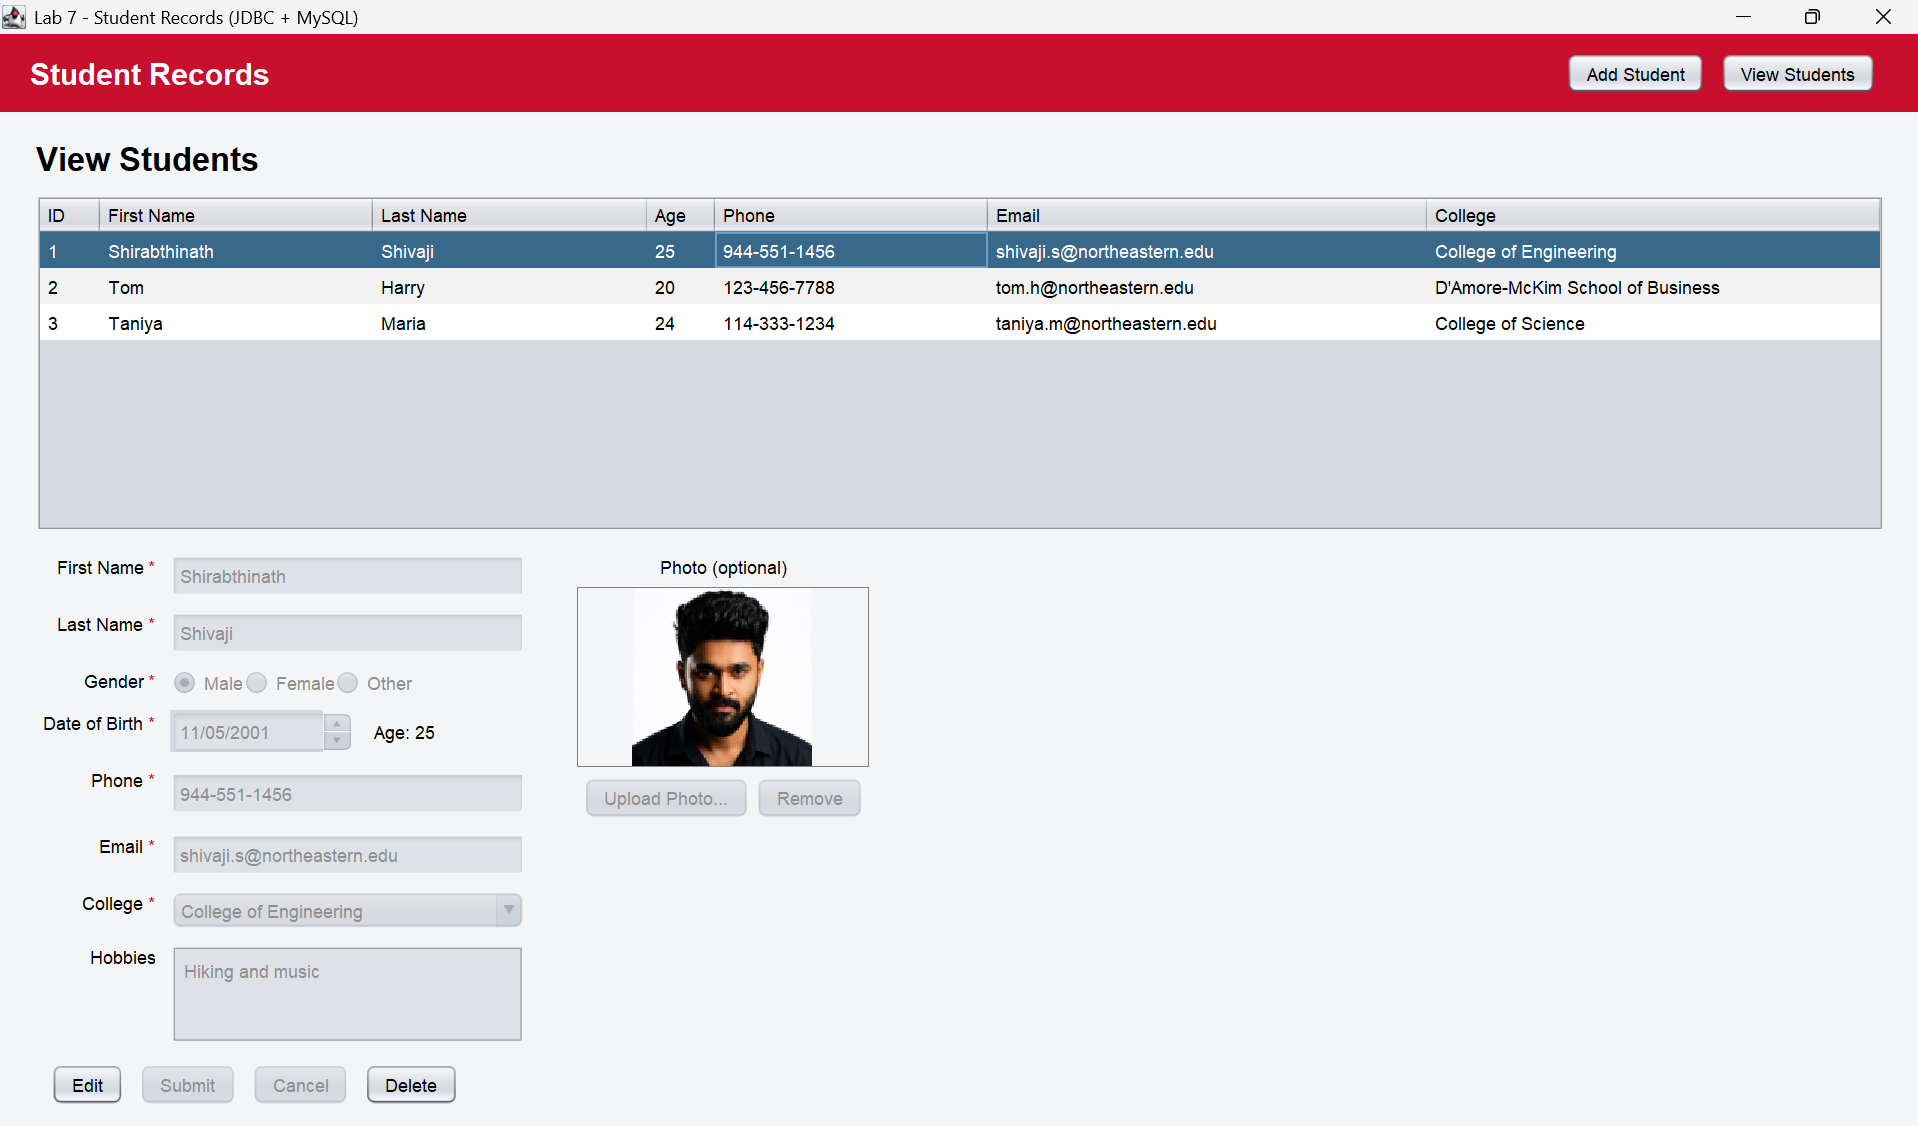 Lab 7 - Student Records (JDBC + MySQL)
Student Records
Add Student
View Students
View Students
ID First Name Last Name Age Phone Email College
1 Shirabthinath Shivaji 25 944-551-1456 shivaji.s@northeastern.edu College of Engineering
2 Tom Harry 20 123-456-7788 tom.h@northeastern.edu D'Amore-McKim School of Business
3 Taniya Maria 24 114-333-1234 taniya.m@northeastern.edu College of Science
First Name * Shirabthinath
Last Name * Shivaji
Gender * Male Female Other
Date of Birth * 11/05/2001 Age: 25
Phone * 944-551-1456
Email * shivaji.s@northeastern.edu
College * College of Engineering
Hobbies Hiking and music
Photo (optional)
Upload Photo... Remove
Edit Submit Cancel Delete